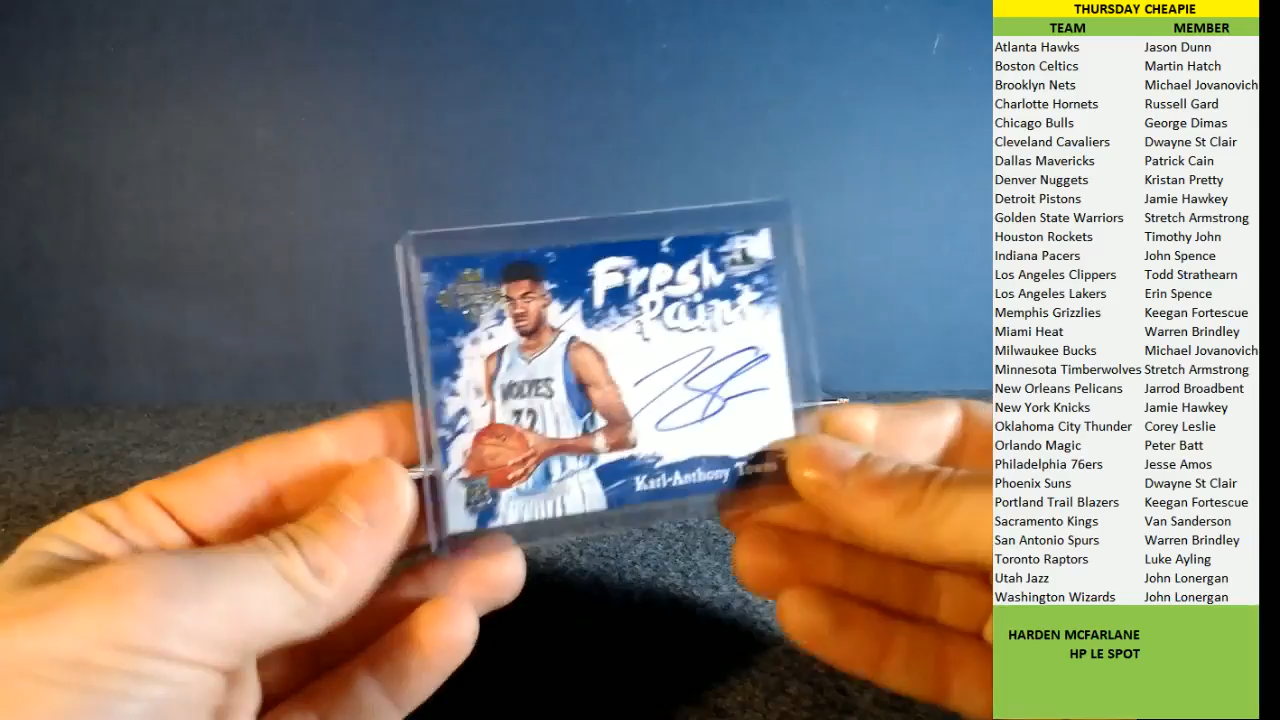 Fresh
Paint
WOLVES
32
Karl-Anthony Towns
THURSDAY CHEAPIE
TEAM MEMBER
Atlanta Hawks Jason Dunn
Boston Celtics Martin Hatch
Brooklyn Nets Michael Jovanovich
Charlotte Hornets Russell Gard
Chicago Bulls George Dimas
Cleveland Cavaliers Dwayne St Clair
Dallas Mavericks Patrick Cain
Denver Nuggets Kristan Pretty
Detroit Pistons Jamie Hawkey
Golden State Warriors Stretch Armstrong
Houston Rockets Timothy John
Indiana Pacers John Spence
Los Angeles Clippers Todd Strathearn
Los Angeles Lakers Erin Spence
Memphis Grizzlies Keegan Fortescue
Miami Heat Warren Brindley
Milwaukee Bucks Michael Jovanovich
Minnesota Timberwolves Stretch Armstrong
New Orleans Pelicans Jarrod Broadbent
New York Knicks Jamie Hawkey
Oklahoma City Thunder Corey Leslie
Orlando Magic Peter Batt
Philadelphia 76ers Jesse Amos
Phoenix Suns Dwayne St Clair
Portland Trail Blazers Keegan Fortescue
Sacramento Kings Van Sanderson
San Antonio Spurs Warren Brindley
Toronto Raptors Luke Ayling
Utah Jazz John Lonergan
Washington Wizards John Lonergan
HARDEN MCFARLANE
HP LE SPOT